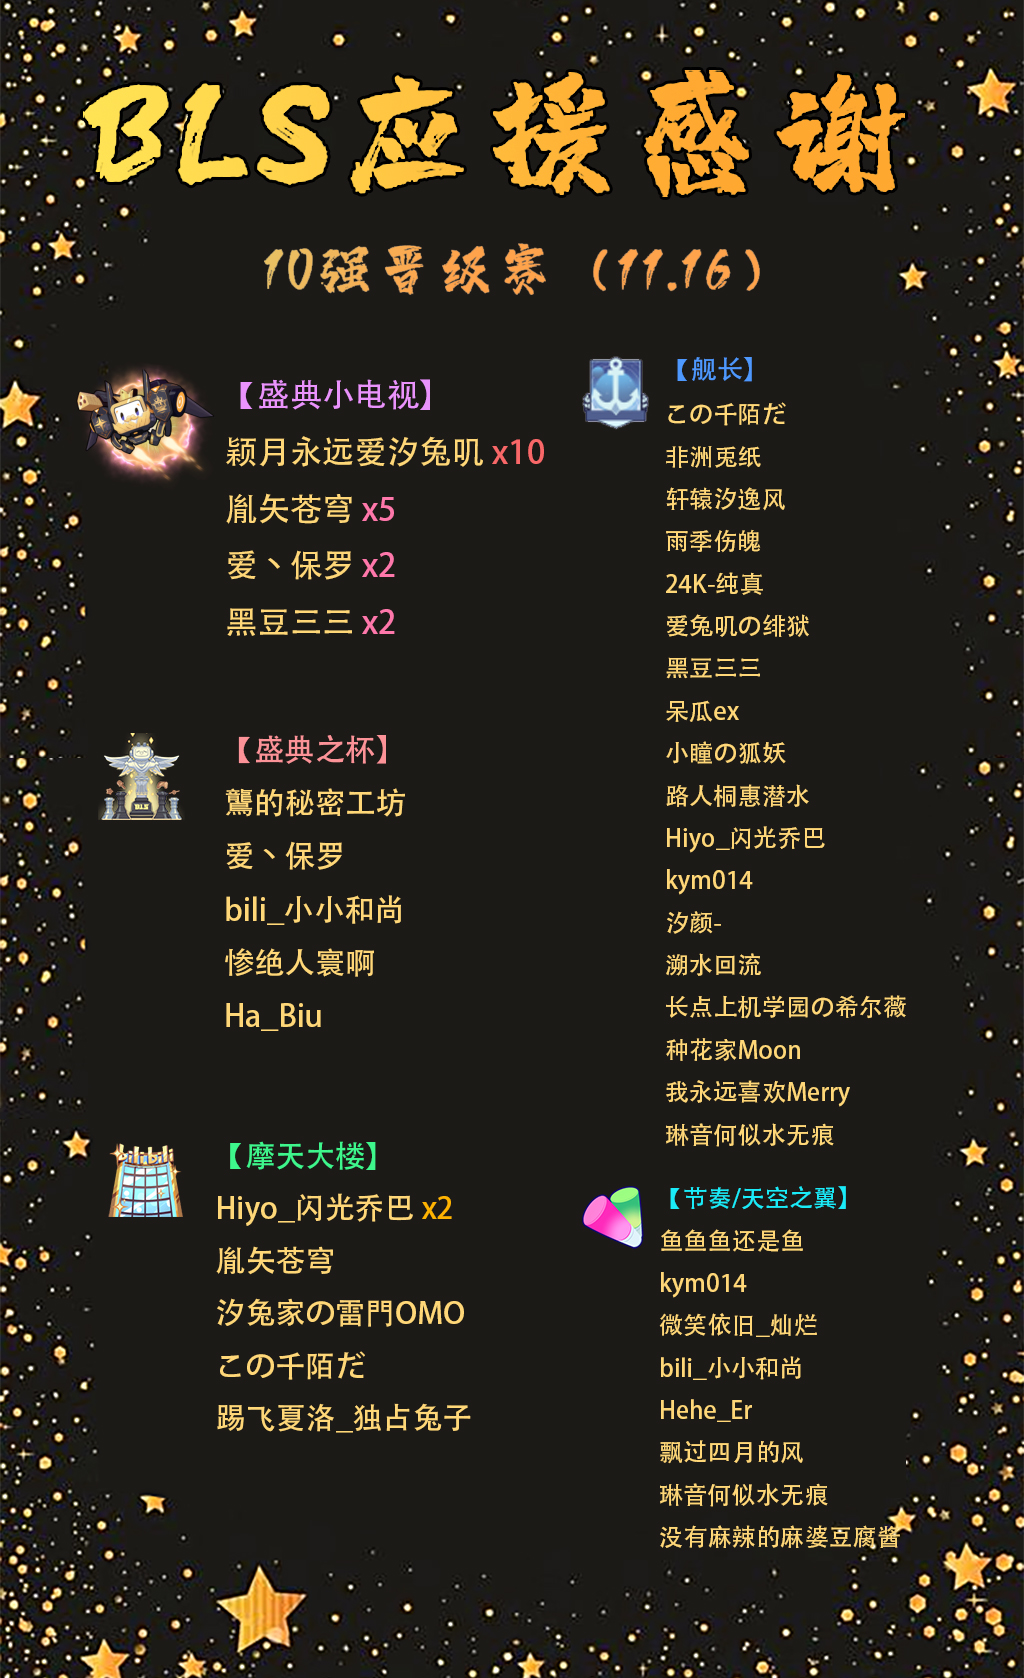 BLS应援感谢
10强晋级赛（11.16）
【盛典小电视】
颖月永远爱汐兔叽 x10
胤矢苍穹 x5
爱丶保罗 x2
黑豆三三 x2
【盛典之杯】
龘的秘密工坊
爱丶保罗
bili_小小和尚
惨绝人寰啊
Ha_Biu
【摩天大楼】
Hiyo_闪光乔巴 x2
胤矢苍穹
汐兔家の雷門OMO
この千陌だ
踢飞夏洛_独占兔子
【舰长】
この千陌だ
非洲兎纸
轩辕汐逸风
雨季伤魄
24K-纯真
爱兔叽の绯狱
黑豆三三
呆瓜ex
小瞳の狐妖
路人桐惠潜水
Hiyo_闪光乔巴
kym014
汐颜-
溯水回流
长点上机学园の希尔薇
种花家Moon
我永远喜欢Merry
琳音何似水无痕
【节奏/天空之翼】
鱼鱼鱼还是鱼
kym014
微笑依旧_灿烂
bili_小小和尚
Hehe_Er
飘过四月的风
琳音何似水无痕
没有麻辣的麻婆豆腐酱